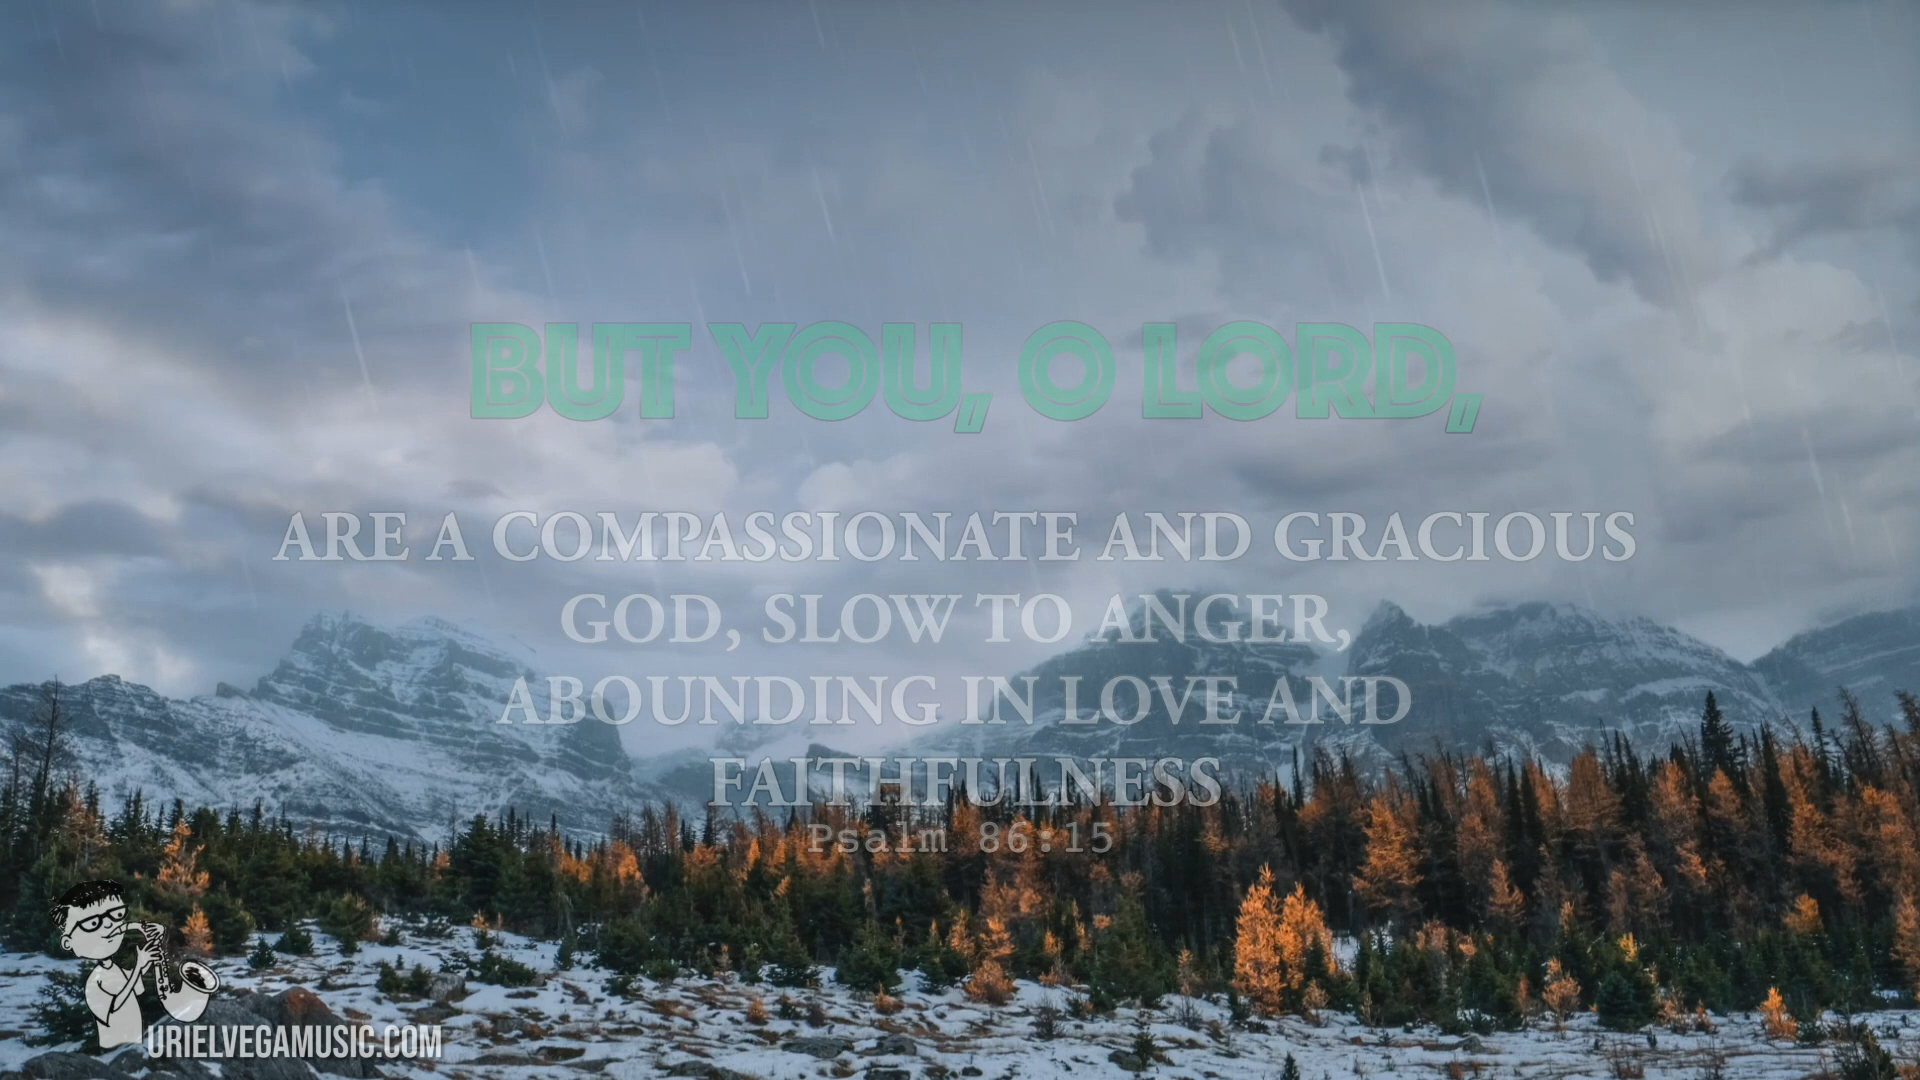 BUT YOU, O LORD,
ARE A COMPASSIONATE AND GRACIOUS
GOD, SLOW TO ANGER,
ABOUNDING IN LOVE AND
FAITHFULNESS
Psalm 86:15
URIELVEGAMUSIC.COM